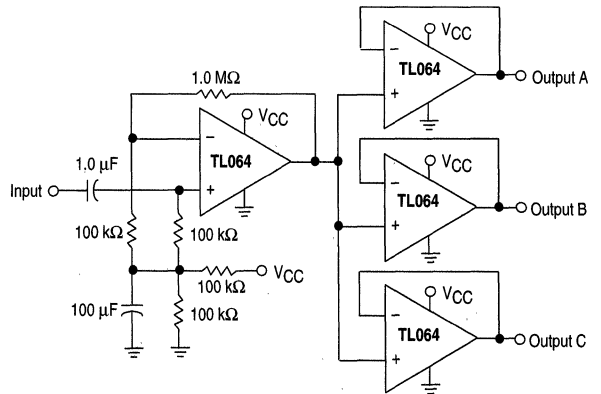 VCC
TL064
Output A
1.0 MΩ
VCC
TL064
1.0 µF
Input
100 kΩ
100 kΩ
VCC
100 kΩ
100 µF
100 kΩ
VCC
TL064
Output B
VCC
TL064
Output C